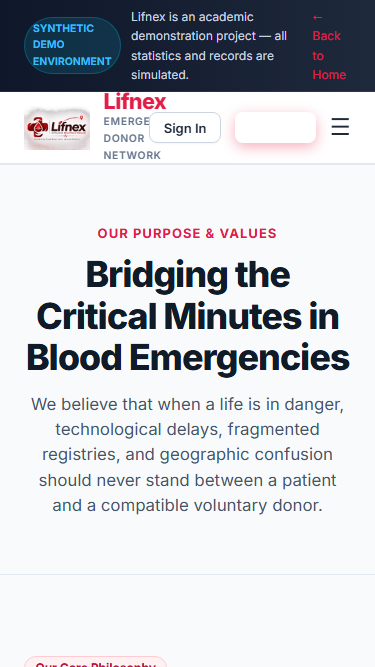 SYNTHETIC
DEMO
ENVIRONMENT
Lifnex is an academic
demonstration project — all
statistics and records are
simulated.
← Back
to
Home
Lifnex
Lifnex
EMERGE
DONOR
NETWORK
Sign In
OUR PURPOSE & VALUES
Bridging the
Critical Minutes in
Blood Emergencies
We believe that when a life is in danger,
technological delays, fragmented
registries, and geographic confusion
should never stand between a patient
and a compatible voluntary donor.
Our Core Philosophy